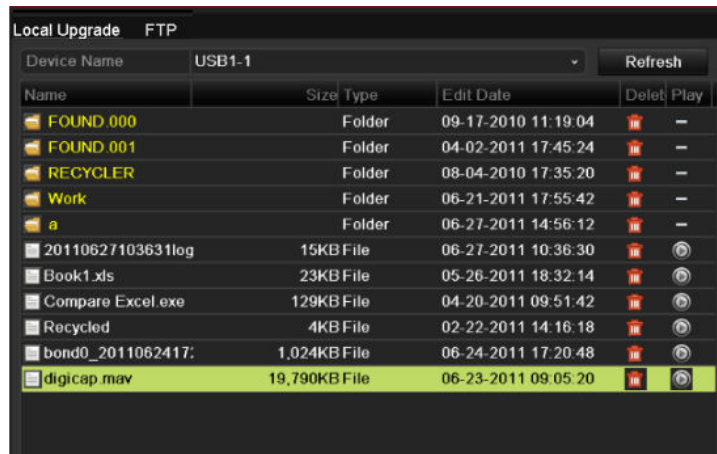 Local Upgrade FTP
Device Name USB1-1 Refresh
Name Size Type Edit Date Delet Play
FOUND.000 Folder 09-17-2010 11:19:04 –
FOUND.001 Folder 04-02-2011 17:45:24 –
RECYCLER Folder 08-04-2010 17:35:20 –
Work Folder 06-21-2011 17:55:42 –
a Folder 06-27-2011 14:56:12 –
20110627103631log 15KB File 06-27-2011 10:36:30
Book1.xls 23KB File 05-26-2011 18:32:14
Compare Excel.exe 129KB File 04-20-2011 09:51:42
Recycled 4KB File 02-22-2011 14:16:18
bond0_2011062417: 1,024KB File 06-24-2011 17:20:48
digicap.mav 19,790KB File 06-23-2011 09:05:20